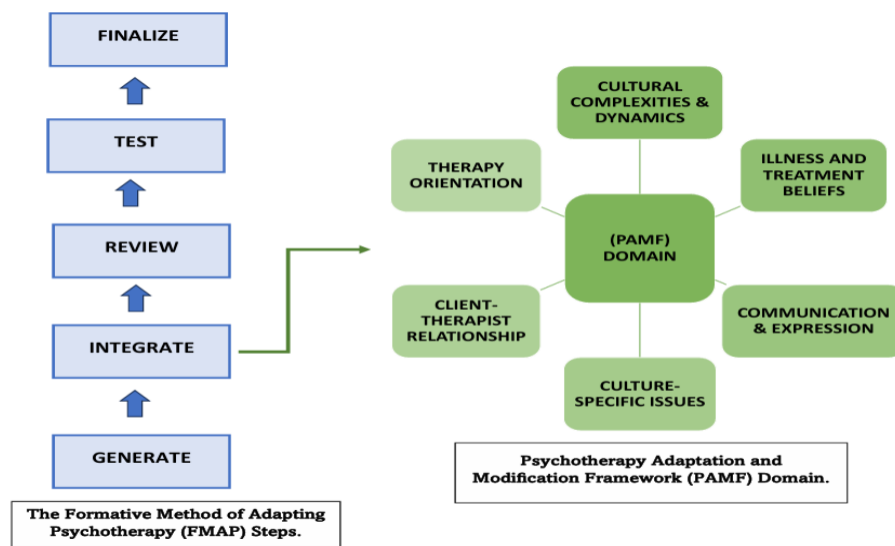 FINALIZE
TEST
REVIEW
INTEGRATE
GENERATE
The Formative Method of Adapting
Psychotherapy (FMAP) Steps.
CULTURAL
COMPLEXITIES &
DYNAMICS
THERAPY
ORIENTATION
ILLNESS AND
TREATMENT
BELIEFS
(PAMF)
DOMAIN
CLIENT-
THERAPIST
RELATIONSHIP
COMMUNICATION
& EXPRESSION
CULTURE-
SPECIFIC ISSUES
Psychotherapy Adaptation and
Modification Framework (PAMF) Domain.